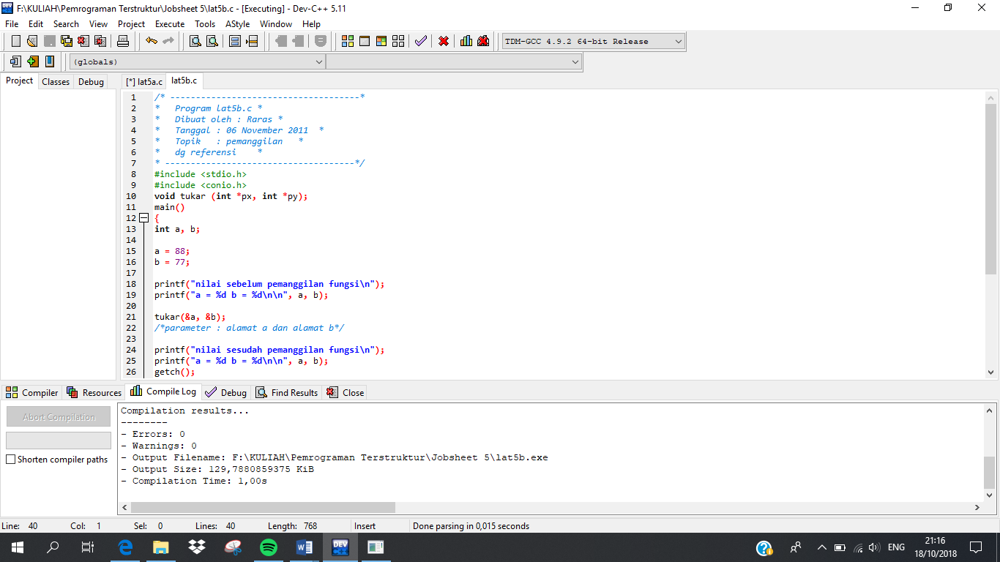 F:\KULIAH\Pemrograman Terstruktur\Jobsheet 5\lat5b.c - [Executing] - Dev-C++ 5.11
File Edit Search View Project Execute Tools AStyle Window Help
TDM-GCC 4.9.2 64-bit Release
(globals)
Project Classes Debug [*] lat5a.c lat5b.c
1 /* -------------------------------------*
2 * Program lat5b.c *
3 * Dibuat oleh : Raras *
4 * Tanggal : 06 November 2011 *
5 * Topik : pemanggilan *
6 * dg referensi *
7 * -------------------------------------*/
8 #include <stdio.h>
9 #include <conio.h>
10 void tukar (int *px, int *py);
11 main()
12 {
13 int a, b;
14
15 a = 88;
16 b = 77;
17
18 printf("nilai sebelum pemanggilan fungsi\n");
19 printf("a = %d b = %d\n\n", a, b);
20
21 tukar(&a, &b);
22 /*parameter : alamat a dan alamat b*/
23
24 printf("nilai sesudah pemanggilan fungsi\n");
25 printf("a = %d b = %d\n\n", a, b);
26 getch();
Compiler Resources Compile Log Debug Find Results Close
Abort Compilation
Shorten compiler paths
Compilation results...
--------
- Errors: 0
- Warnings: 0
- Output Filename: F:\KULIAH\Pemrograman Terstruktur\Jobsheet 5\lat5b.exe
- Output Size: 129,7880859375 KiB
- Compilation Time: 1,00s
Line: 40 Col: 1 Sel: 0 Lines: 40 Length: 768 Insert Done parsing in 0,015 seconds
DEV
ENG
21:16
18/10/2018